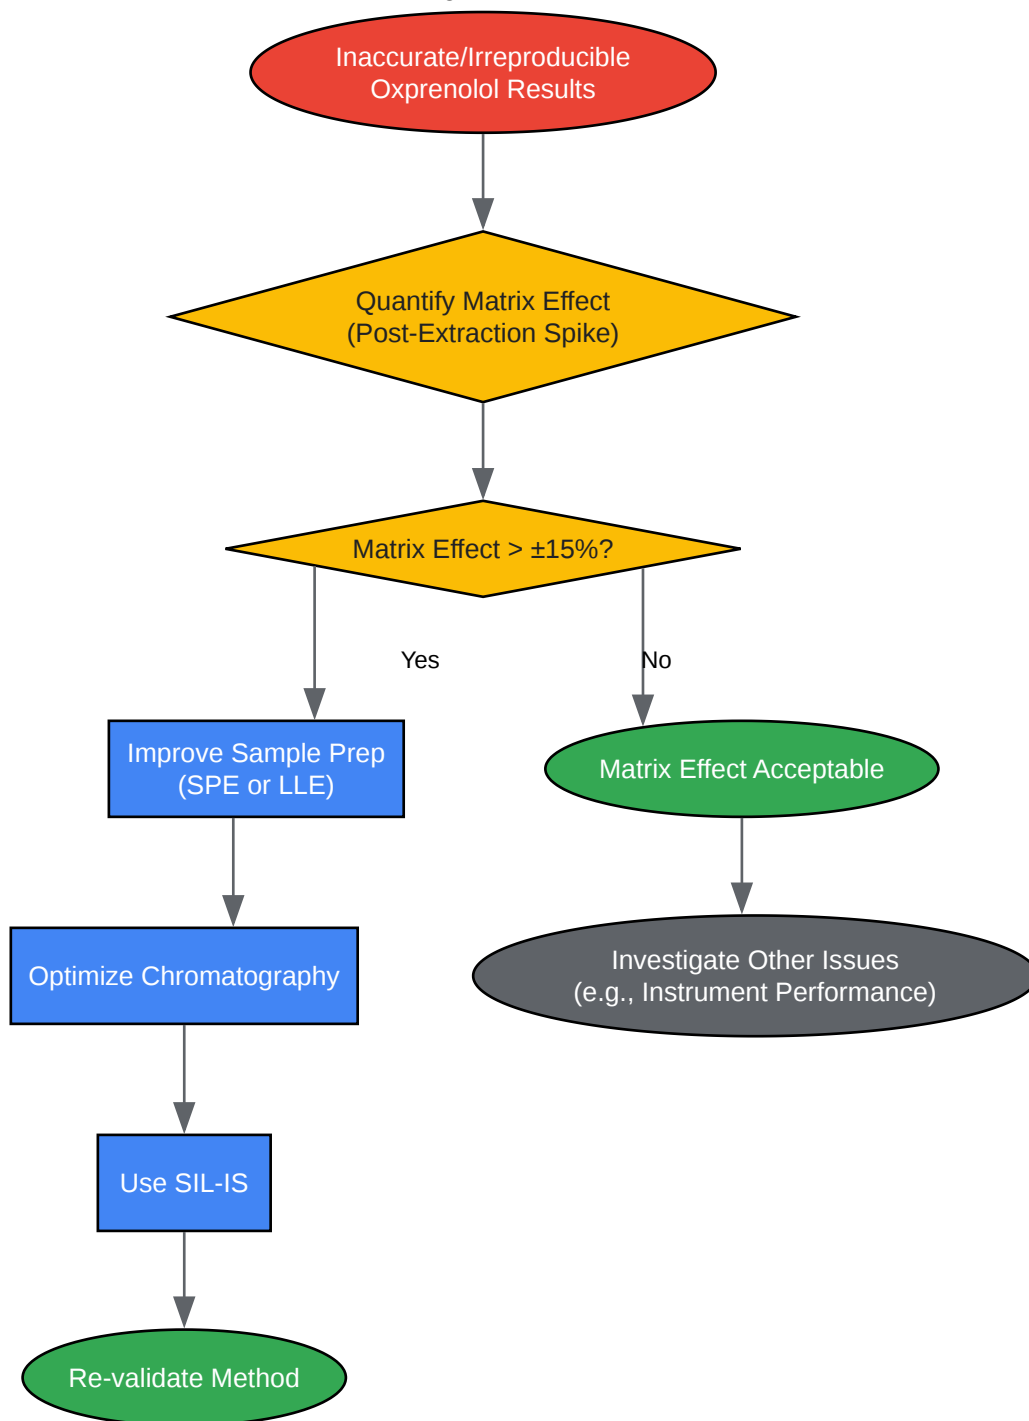 Inaccurate/Irreproducible
Oxprenolol Results
Quantify Matrix Effect
(Post-Extraction Spike)
Matrix Effect > ±15%?
Yes
No
Improve Sample Prep
(SPE or LLE)
Matrix Effect Acceptable
Optimize Chromatography
Investigate Other Issues
(e.g., Instrument Performance)
Use SIL-IS
Re-validate Method